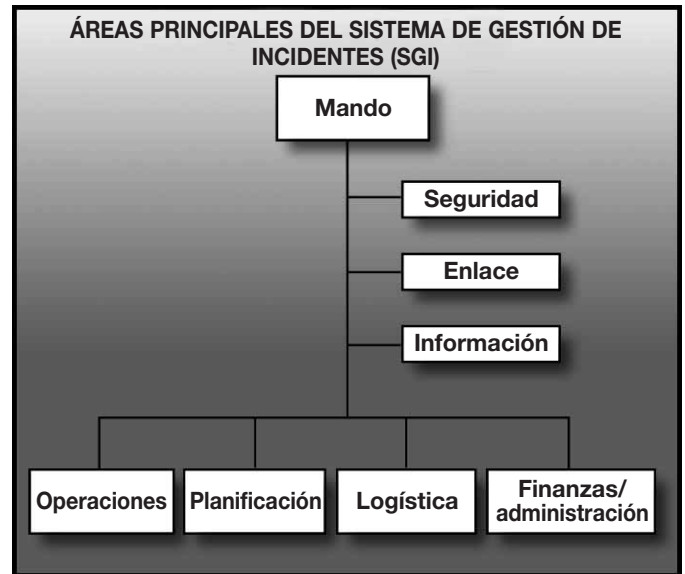 ÁREAS PRINCIPALES DEL SISTEMA DE GESTIÓN DE
INCIDENTES (SGI)
Mando
Seguridad
Enlace
Información
Operaciones
Planificación
Logística
Finanzas/
administración